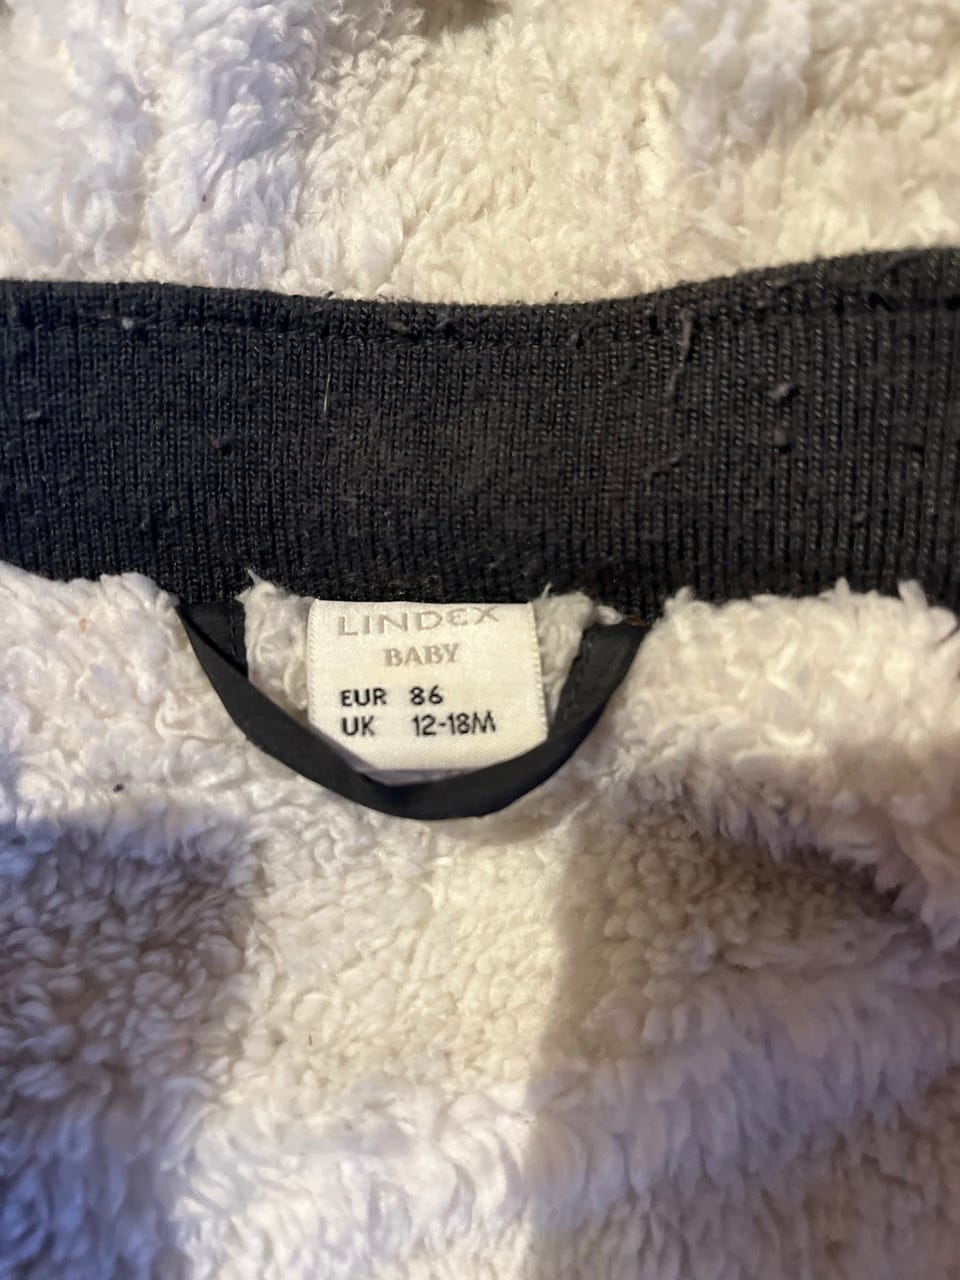 LINDEX
BABY
EUR 86
UK 12-18M